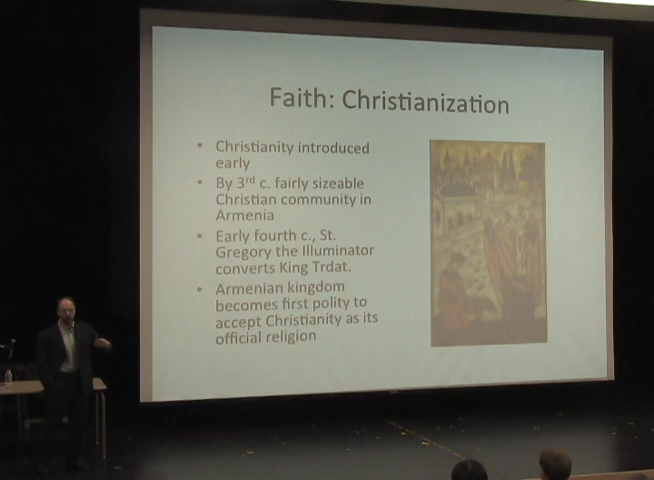 Faith: Christianization
• Christianity introduced
early
• By 3rd c. fairly sizeable
Christian community in
Armenia
• Early fourth c., St.
Gregory the Illuminator
converts King Trdat.
• Armenian kingdom
becomes first polity to
accept Christianity as its
official religion